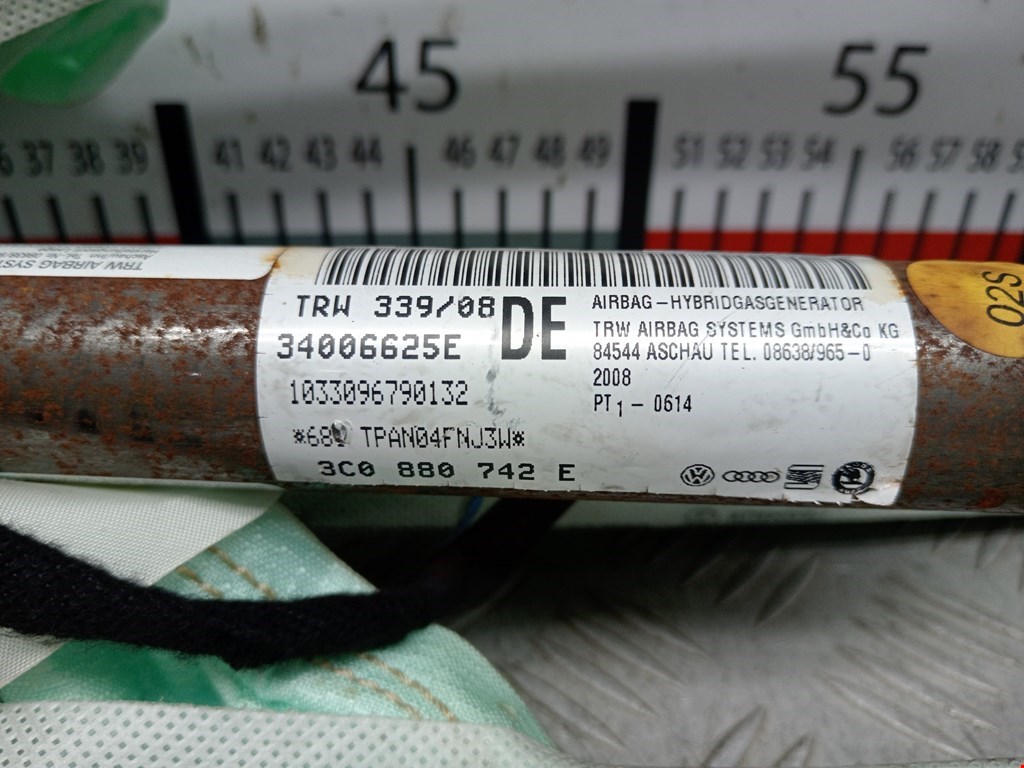 45 55
37 38 39 41 42 43 44 46 47 48 49 51 52 53 54 56 57 58
TRW AIRBAG
02S
TRW 339/08
34006625E
DE
1033096790132
TPAN04FNJ3W*
3C0 880 742 E
AIRBAG-HYBRIDGASGENERATOR
TRW AIRBAG SYSTEMS GmbH&Co KG
84544 ASCHAU TEL. 08638/965-0
2008
PT1 - 0614